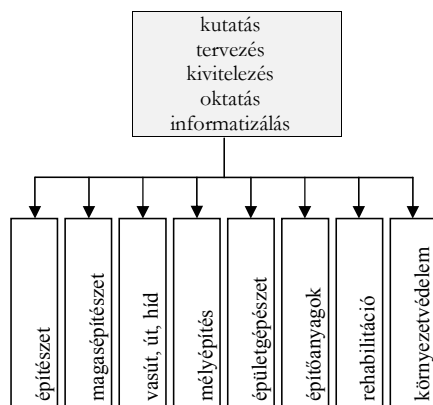 kutatás
tervezés
kivitelezés
oktatás
informatizálás
építészet
magasépítészet
vasút, út, híd
mélyépítés
épületgépészet
építőanyagok
rehabilitáció
környezetvédelem